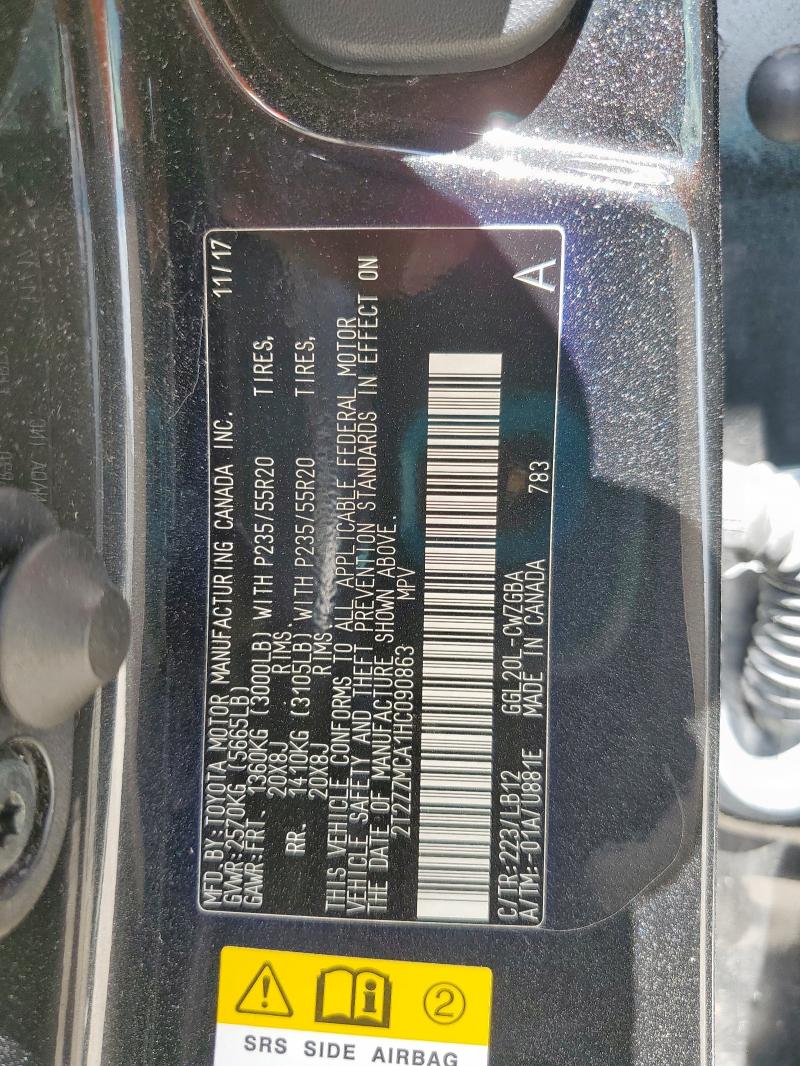 MFD. BY:TOYOTA MOTOR MANUFACTURING CANADA INC. 11/17
GVWR:2570KG (5665LB)
GAWR:FRT. 1360KG (3000LB) WITH P235/55R20 TIRES,
20X8J RIMS.
RR. 1410KG (3105LB) WITH P235/55R20 TIRES,
20X8J RIMS.
THIS VEHICLE CONFORMS TO ALL APPLICABLE FEDERAL MOTOR
VEHICLE SAFETY AND THEFT PREVENTION STANDARDS IN EFFECT ON
THE DATE OF MANUFACTURE SHOWN ABOVE.
2T2ZZMCA1HC090863 MPV
C/TR:223/LB12 GGL20L-CWZGBA
A/TM:-01A/U881E MADE IN CANADA 783 A
2
SRS SIDE AIRBAG